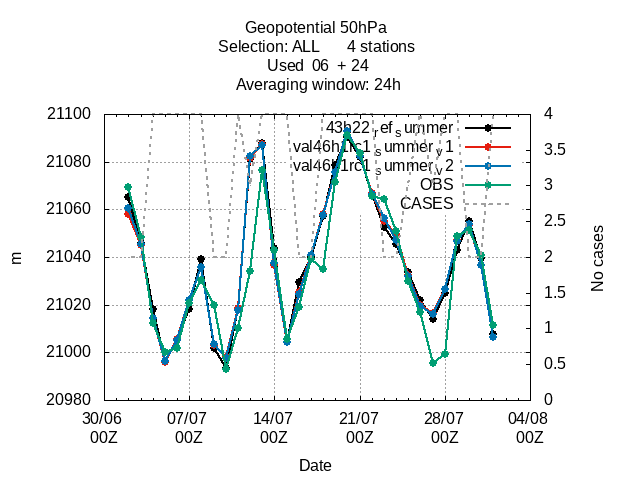 Geopotential 50hPa
Selection: ALL 4 stations
Used 06 + 24
Averaging window: 24h
43h22_ref_summer
val46h1rc1_summer_v1
val46h1rc1_summer_v2
OBS
CASES
21100
21080
21060
21040
21020
21000
20980
m
4
3.5
3
2.5
2
1.5
1
0.5
0
No cases
30/06 07/07 14/07 21/07 28/07 04/08
00Z 00Z 00Z 00Z 00Z 00Z
Date